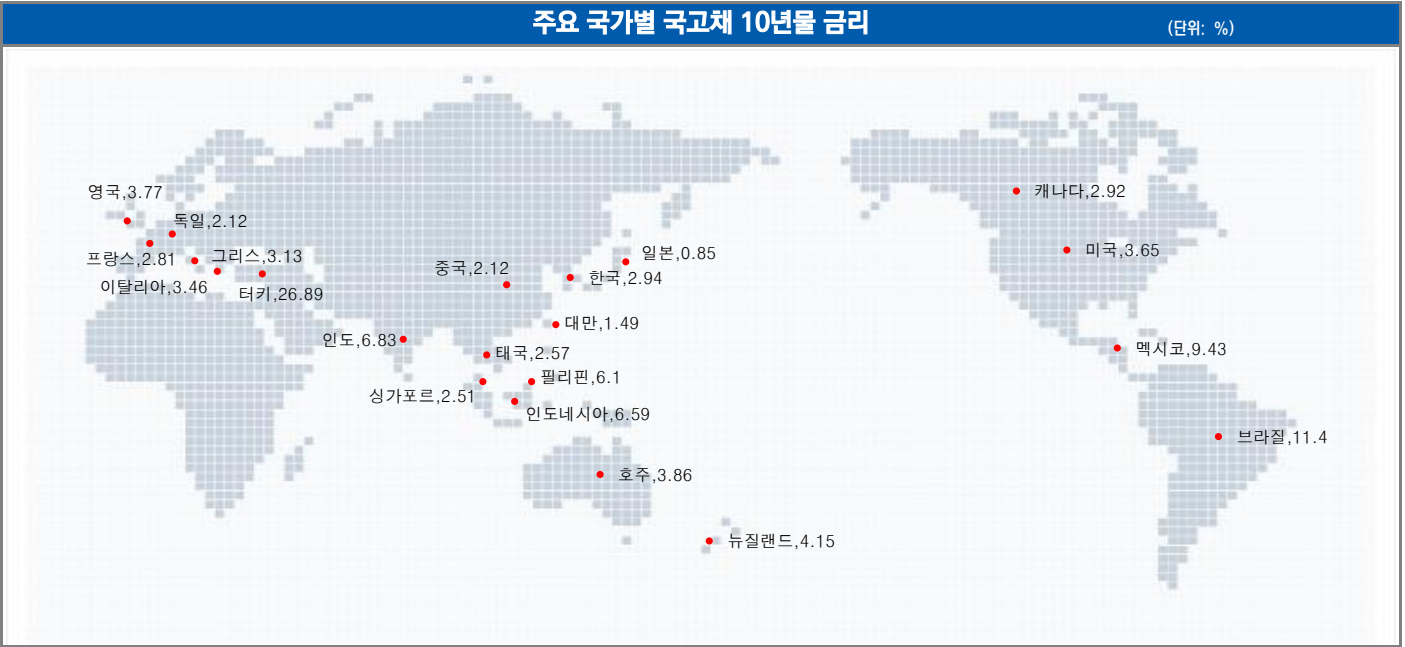 주요 국가별 국고채 10년물 금리
(단위: %)
영국,3.77
독일,2.12
프랑스,2.81
그리스,3.13
이탈리아,3.46
터키,26.89
중국,2.12
일본,0.85
한국,2.94
대만,1.49
인도,6.83
태국,2.57
싱가포르,2.51
필리핀,6.1
인도네시아,6.59
호주,3.86
뉴질랜드,4.15
캐나다,2.92
미국,3.65
멕시코,9.43
브라질,11.4